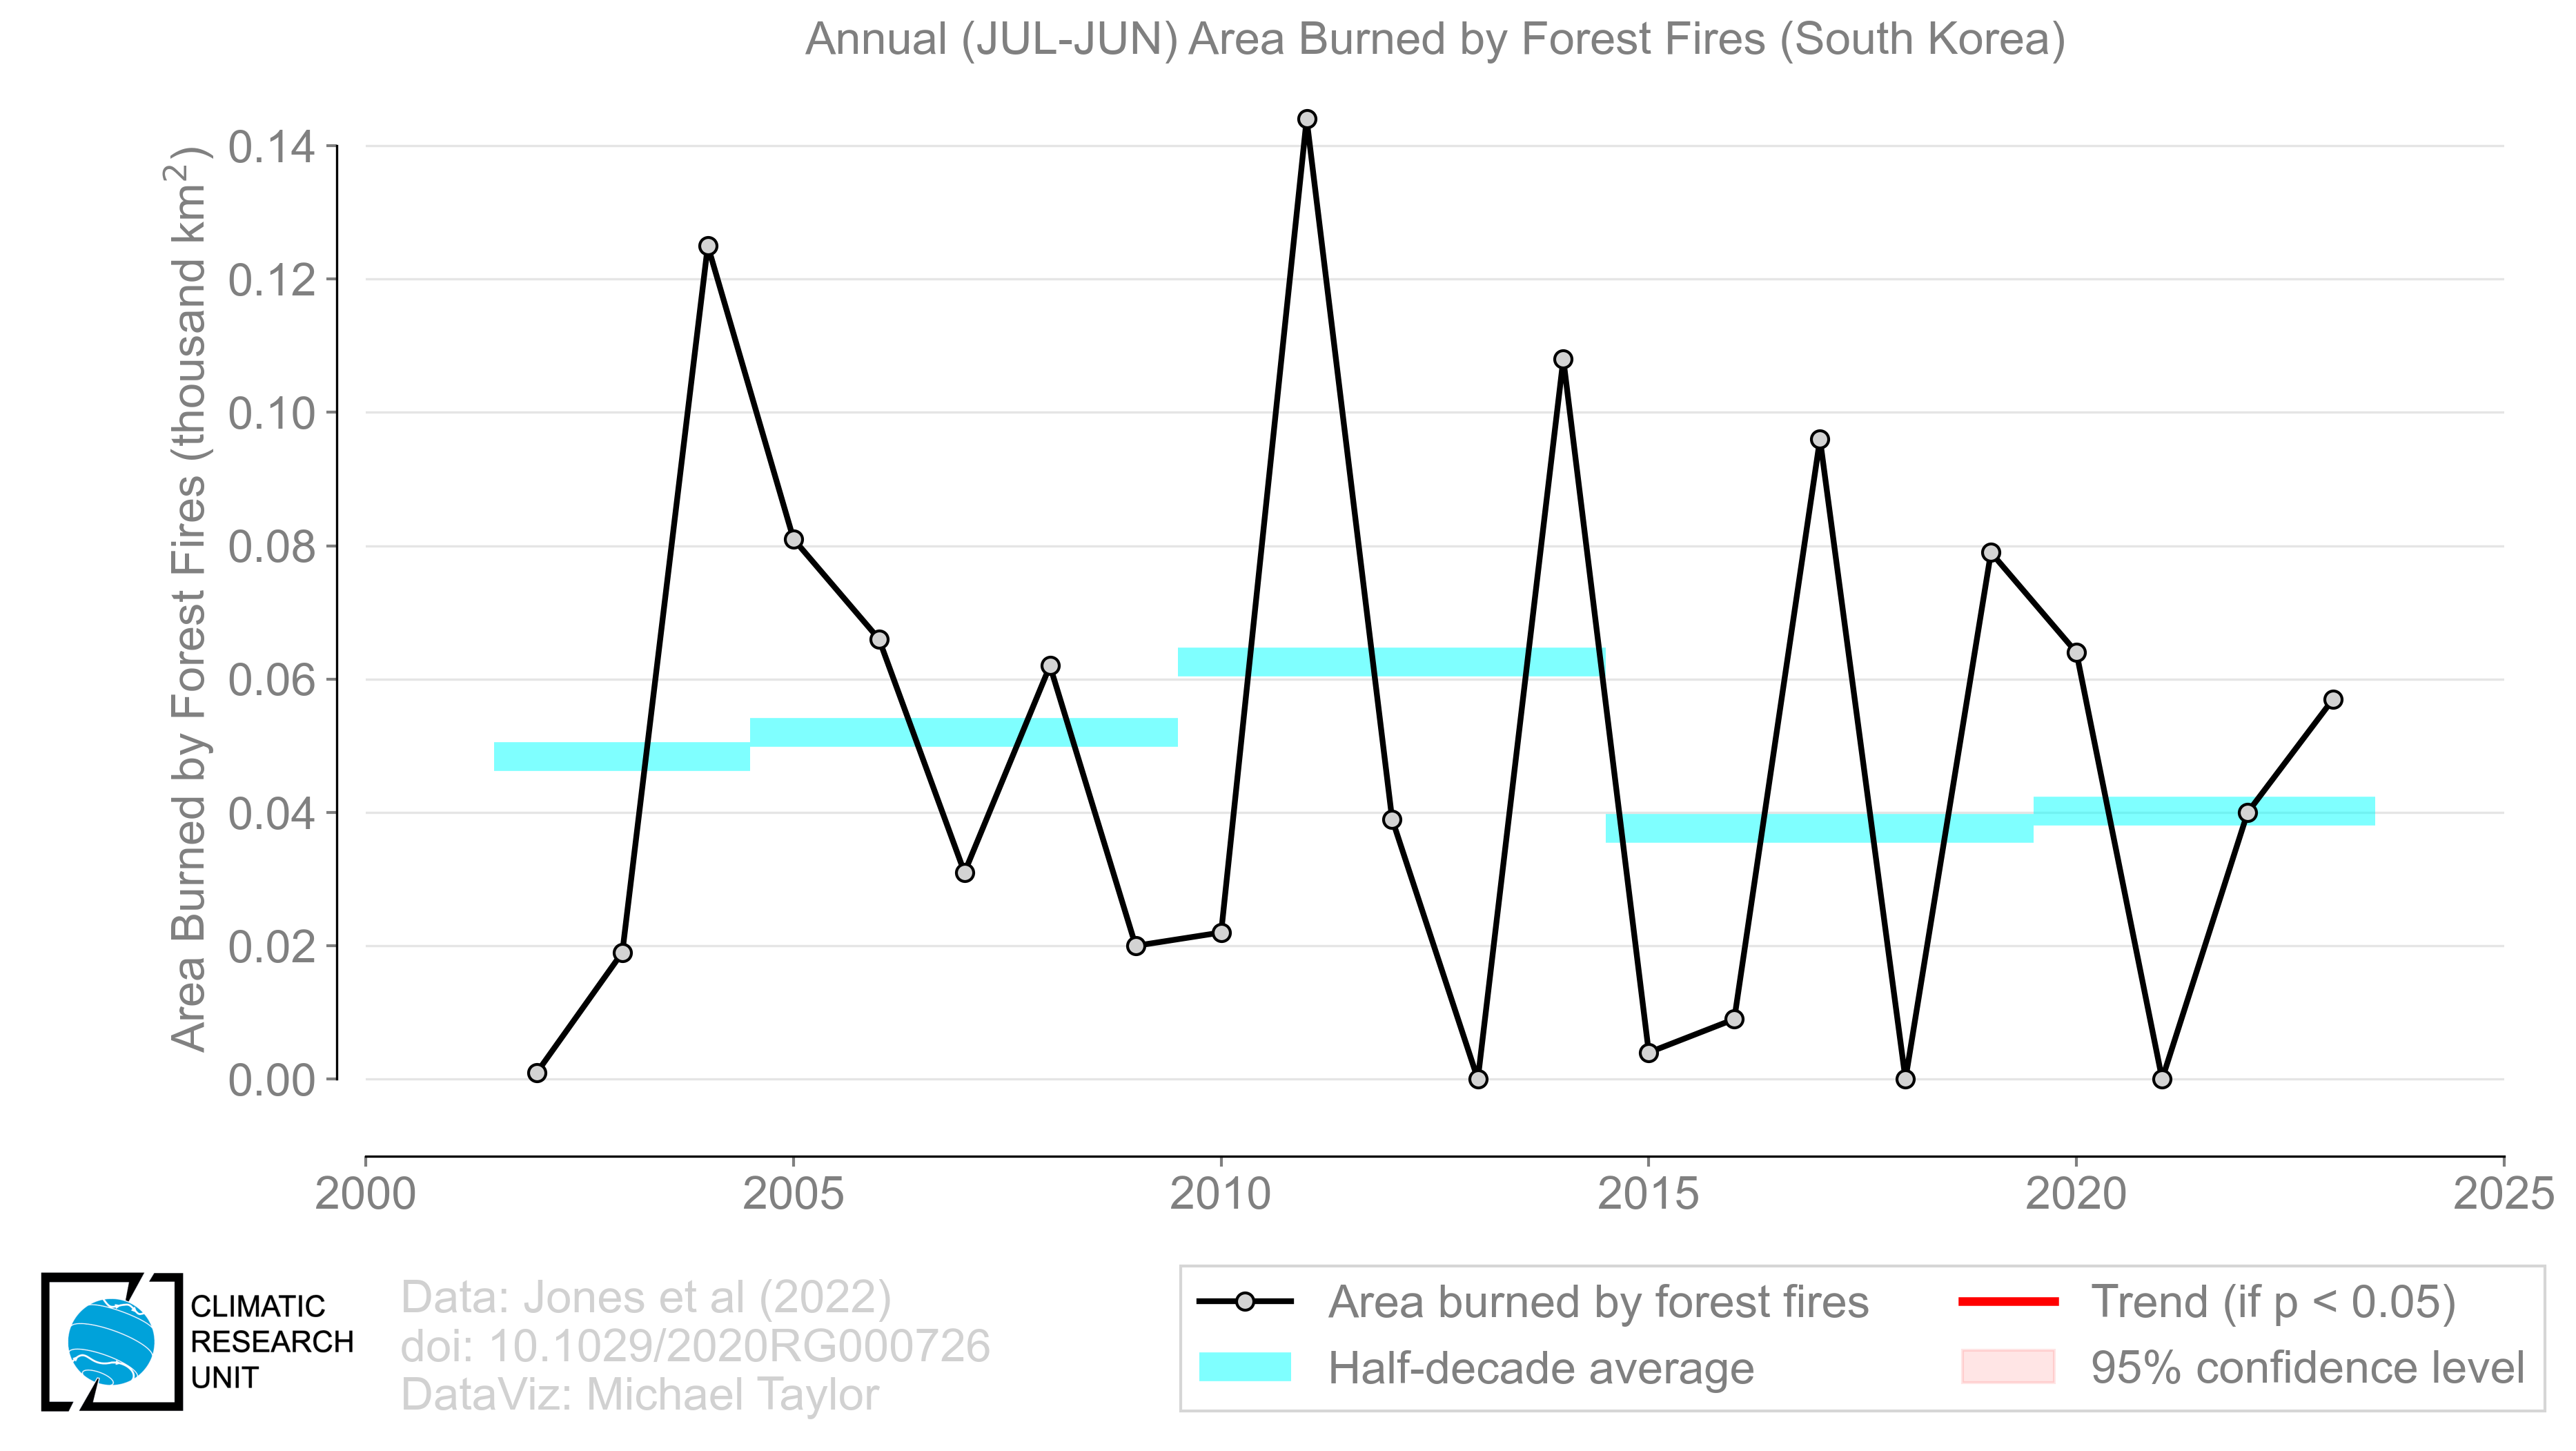 Annual (JUL-JUN) Area Burned by Forest Fires (South Korea)
Area Burned by Forest Fires (thousand km²)
0.14
0.12
0.10
0.08
0.06
0.04
0.02
0.00
2000 2005 2010 2015 2020 2025
CLIMATIC
RESEARCH
UNIT
Data: Jones et al (2022)
doi: 10.1029/2020RG000726
DataViz: Michael Taylor
Area burned by forest fires
Half-decade average
Trend (if p < 0.05)
95% confidence level